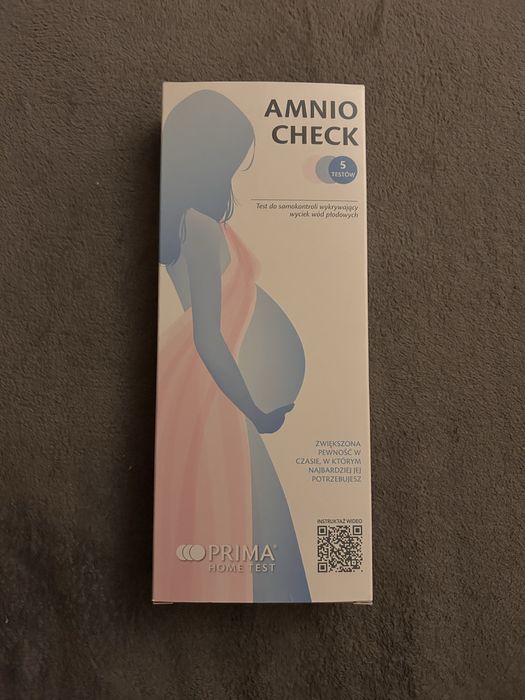 AMNIO
CHECK
5
TESTÓW
Test do samokontroli wykrywający
wyciek wód płodowych
ZWIĘKSZONA
PEWNOŚĆ W
CZASIE, W KTÓRYM
NAJBARDZIEJ JEJ
POTRZEBUJESZ
INSTRUKTAŻ WIDEO
PRIMA®
HOME TEST